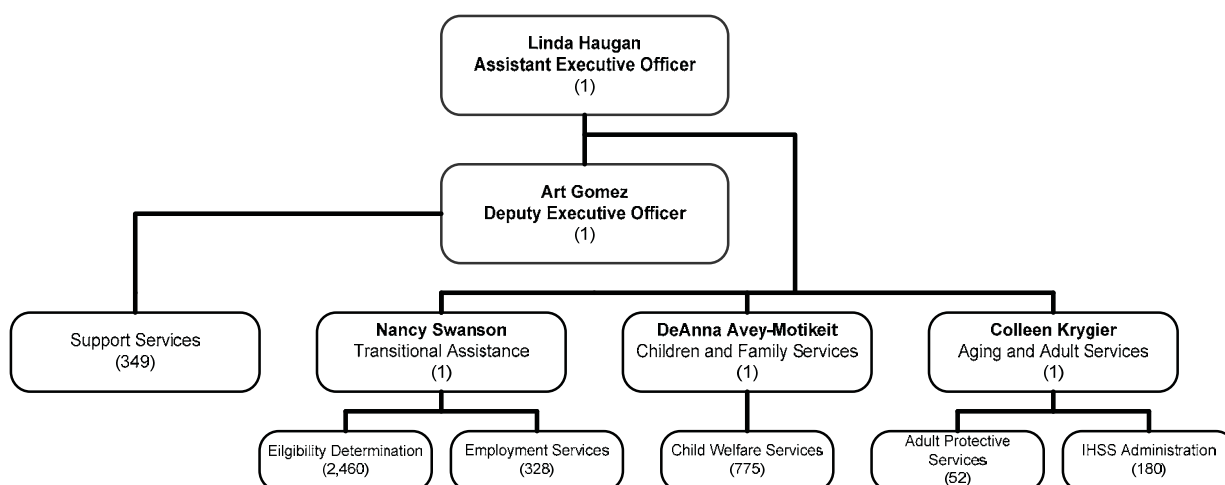 Linda Haugan
Assistant Executive Officer
(1)
Art Gomez
Deputy Executive Officer
(1)
Support Services
(349)
Nancy Swanson
Transitional Assistance
(1)
DeAnna Avey-Motikeit
Children and Family Services
(1)
Colleen Krygier
Aging and Adult Services
(1)
Eilgibility Determination
(2,460)
Employment Services
(328)
Child Welfare Services
(775)
Adult Protective
Services
(52)
IHSS Administration
(180)